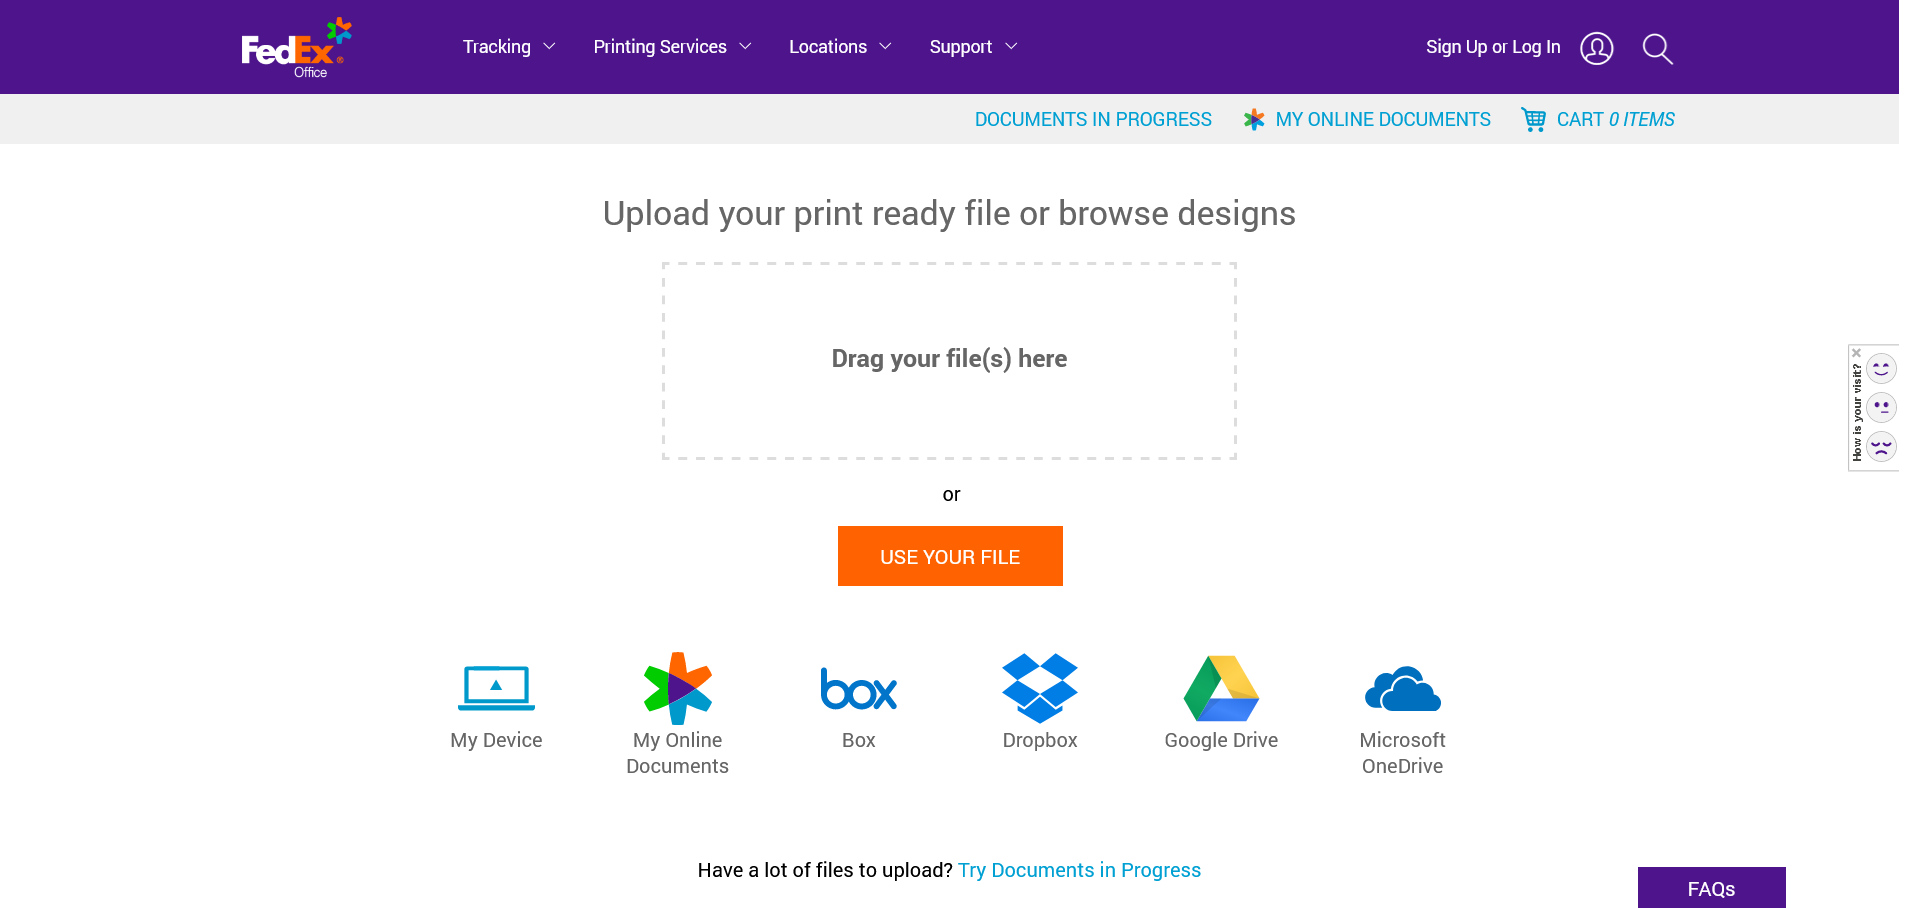 FedEx®
Office
Tracking
Printing Services
Locations
Support
Sign Up or Log In
DOCUMENTS IN PROGRESS
MY ONLINE DOCUMENTS
CART 0 ITEMS
Upload your print ready file or browse designs
Drag your file(s) here
How is your visit?
or
USE YOUR FILE
My Device
My Online
Documents
Box
box
Dropbox
Google Drive
Microsoft
OneDrive
Have a lot of files to upload? Try Documents in Progress
FAQs